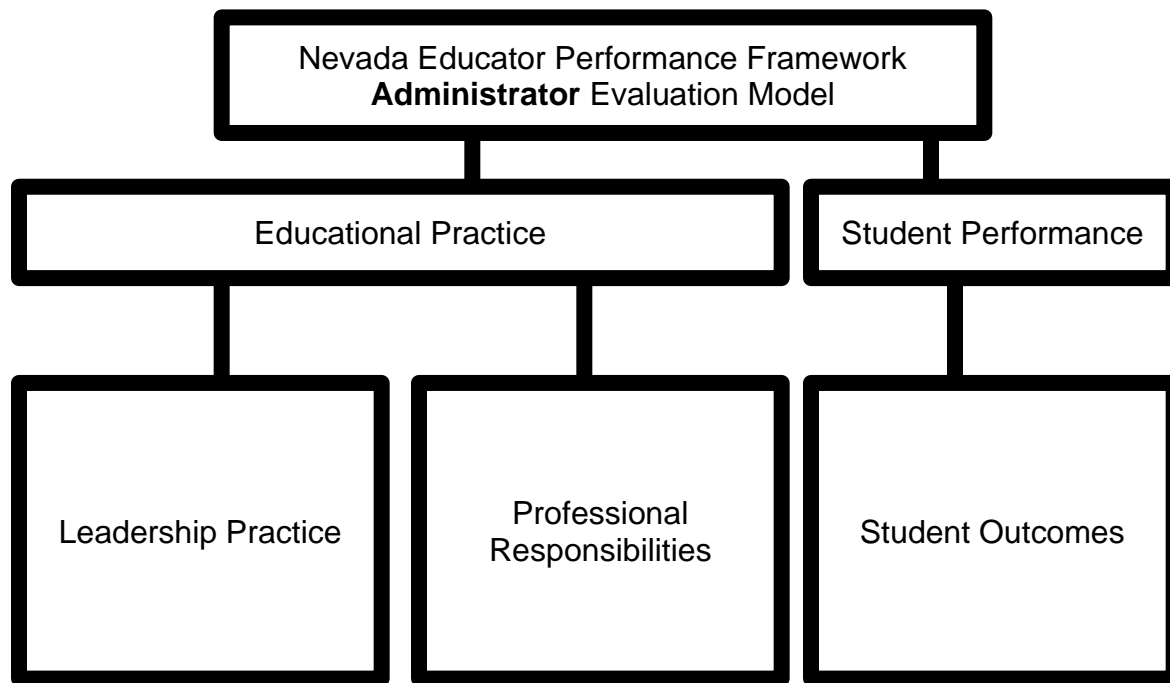 Nevada Educator Performance Framework
Administrator Evaluation Model
Educational Practice
Student Performance
Leadership Practice
Professional
Responsibilities
Student Outcomes